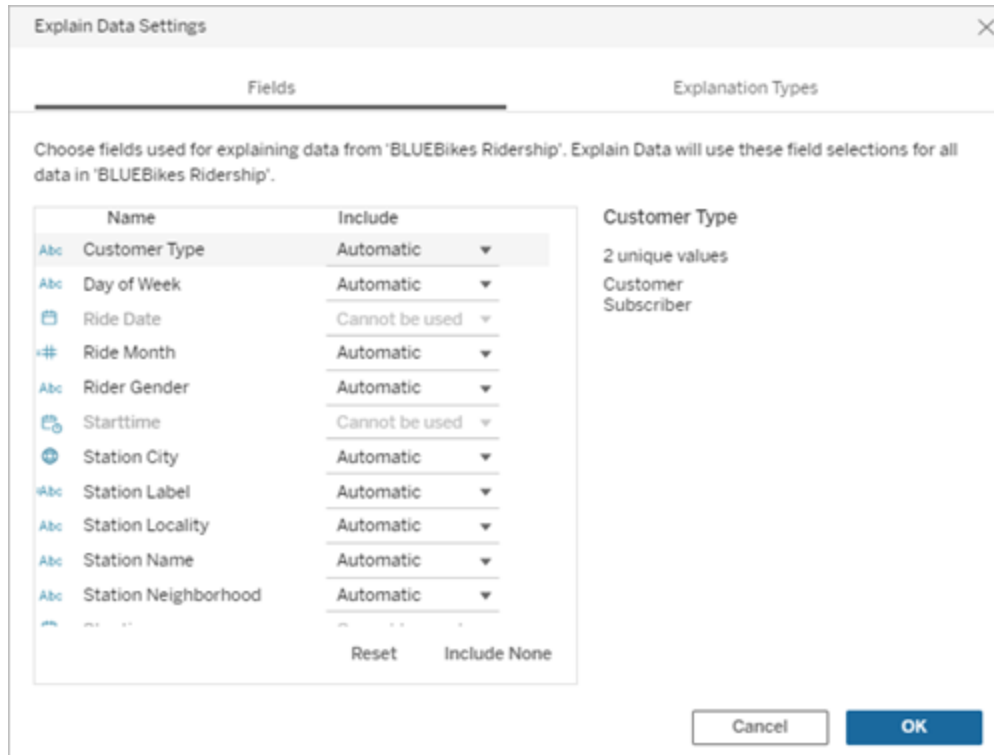 Explain Data Settings
Fields
Explanation Types
Choose fields used for explaining data from 'BLUEBikes Ridership'. Explain Data will use these field selections for all
data in 'BLUEBikes Ridership'.
Name Include
Abc Customer Type Automatic
Abc Day of Week Automatic
Ride Date Cannot be used
# Ride Month Automatic
Abc Rider Gender Automatic
Starttime Cannot be used
Station City Automatic
Abc Station Label Automatic
Abc Station Locality Automatic
Abc Station Name Automatic
Abc Station Neighborhood Automatic
Reset Include None
Customer Type
2 unique values
Customer
Subscriber
Cancel OK